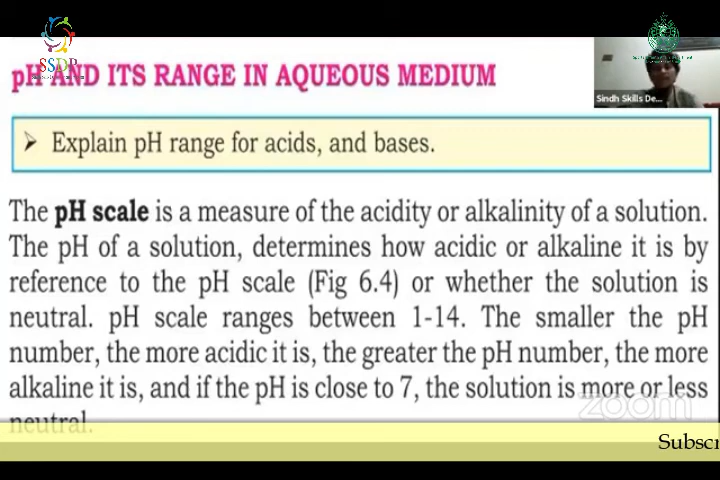 SSDP
pH AND ITS RANGE IN AQUEOUS MEDIUM
Sindh Skills De...
Explain pH range for acids, and bases.
The pH scale is a measure of the acidity or alkalinity of a solution.
The pH of a solution, determines how acidic or alkaline it is by
reference to the pH scale (Fig 6.4) or whether the solution is
neutral. pH scale ranges between 1-14. The smaller the pH
number, the more acidic it is, the greater the pH number, the more
alkaline it is, and if the pH is close to 7, the solution is more or less
zoom
neutral.
Subscr